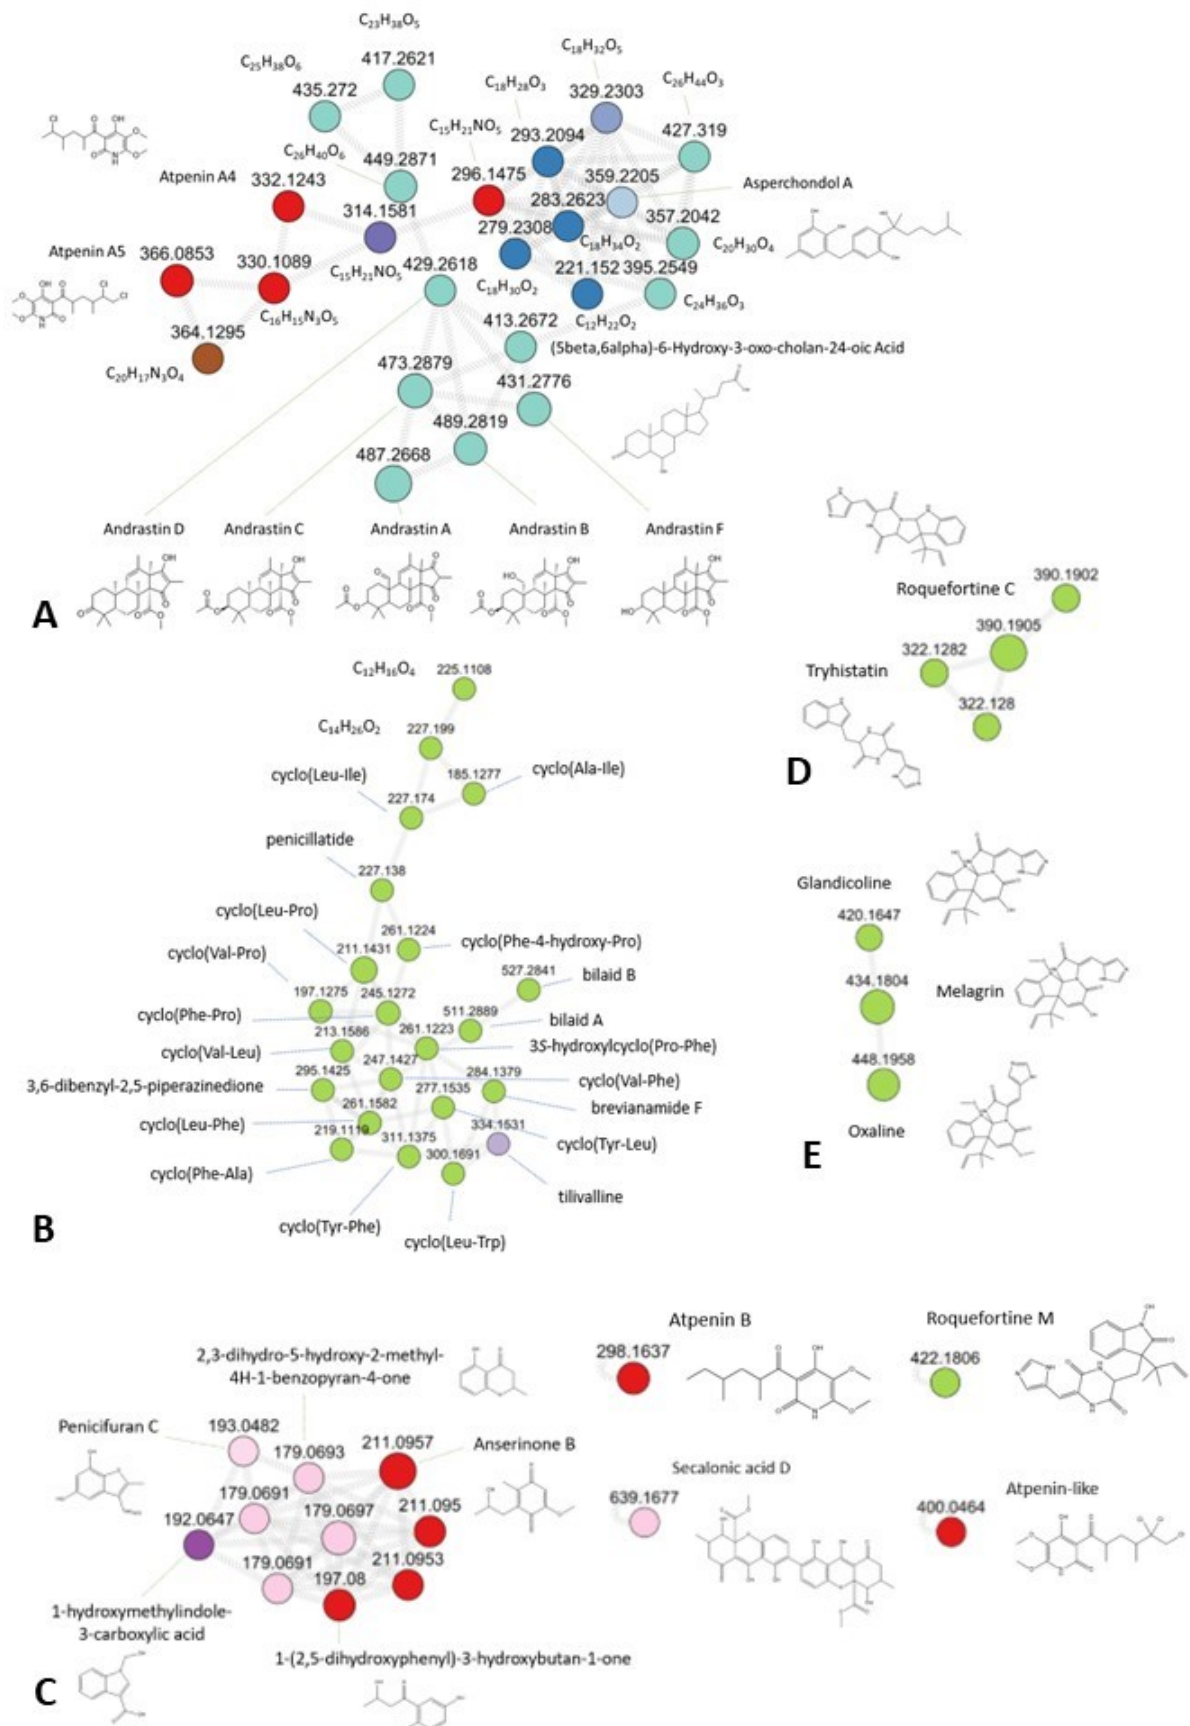 C23H38O5
417.2621
C25H38O6
435.272
C18H32O5
329.2303
C18H28O3
293.2094
C26H44O3
427.319
C15H21NO5
296.1475
C26H40O6
449.2871
359.2205
Asperchondol A
Atpenin A4
332.1243
314.1581
C15H21NO5
283.2623
C18H34O2
279.2308
C18H30O2
357.2042
C20H30O4
Atpenin A5
366.0853
330.1089
C16H15N3O5
429.2618
221.152
C12H22O2
395.2549
C24H36O3
364.1295
C20H17N3O4
413.2672
(5beta,6alpha)-6-Hydroxy-3-oxo-cholan-24-oic Acid
473.2879
431.2776
489.2819
487.2668
Andrastin D
Andrastin C
Andrastin A
Andrastin B
Andrastin F
A
C12H16O4
225.1108
C14H26O2
227.199
cyclo(Leu-Ile)
185.1277
cyclo(Ala-Ile)
227.174
penicillatide
227.138
cyclo(Leu-Pro)
211.1431
261.1224
cyclo(Phe-4-hydroxy-Pro)
cyclo(Val-Pro)
197.1275
245.1272
527.2841
bilaid B
cyclo(Phe-Pro)
511.2889
bilaid A
213.1586
cyclo(Val-Leu)
261.1223
3S-hydroxylcyclo(Pro-Phe)
295.1425
3,6-dibenzyl-2,5-piperazinedione
247.1427
cyclo(Val-Phe)
284.1379
brevianamide F
261.1582
cyclo(Leu-Phe)
277.1535
cyclo(Tyr-Leu)
219.1119
cyclo(Phe-Ala)
311.1375
cyclo(Tyr-Phe)
300.1691
cyclo(Leu-Trp)
334.1531
tilivalline
B
Roquefortine C
390.1902
390.1905
322.1282
Tryhistatin
322.128
D
Glandicoline
420.1647
434.1804
Melagrin
448.1958
Oxaline
E
2,3-dihydro-5-hydroxy-2-methyl-
4H-1-benzopyran-4-one
Penicifuran C
193.0482
179.0693
211.0957
Anserinone B
179.0691
179.0697
211.095
192.0647
179.0691
197.08
211.0953
1-hydroxymethylindole-
3-carboxylic acid
1-(2,5-dihydroxyphenyl)-3-hydroxybutan-1-one
C
Atpenin B
298.1637
Roquefortine M
422.1806
Secalonic acid D
639.1677
Atpenin-like
400.0464